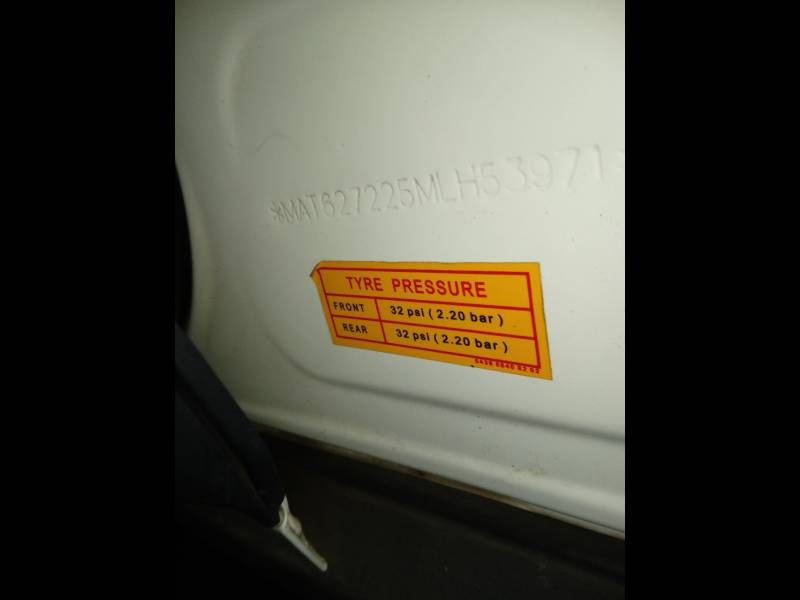 *MAT627225MLH53971*
TYRE PRESSURE
FRONT 32 psi ( 2.20 bar )
REAR 32 psi ( 2.20 bar )